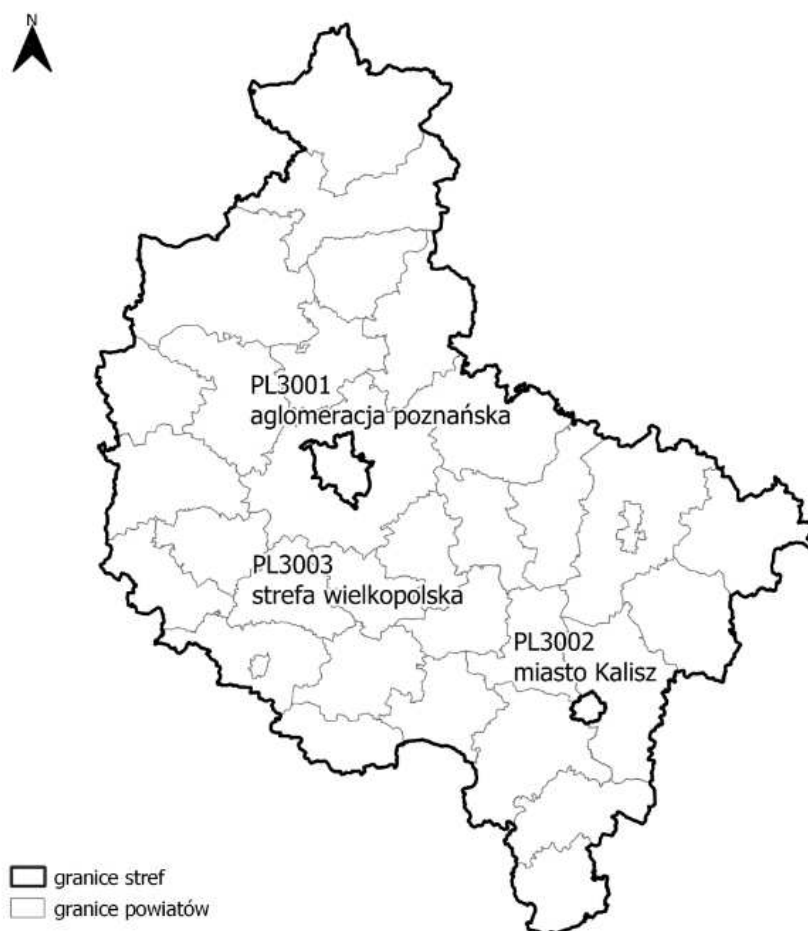 N
PL3001
aglomeracja poznańska
PL3003
strefa wielkopolska
PL3002
miasto Kalisz
granice stref
granice powiatów